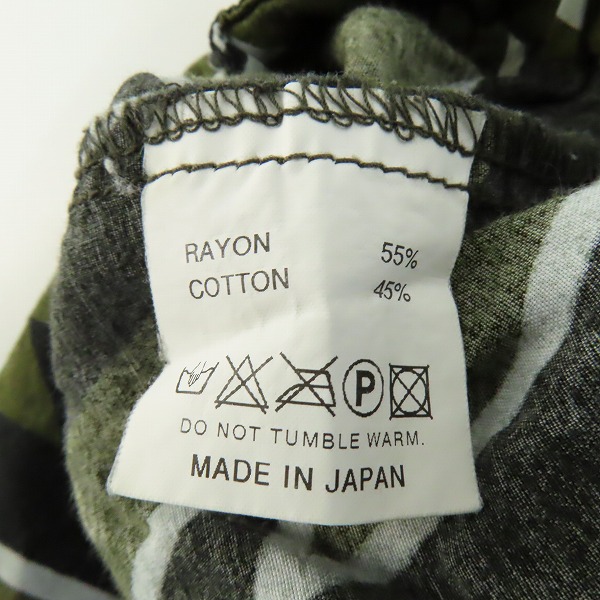 RAYON 55%
COTTON 45%
P
DO NOT TUMBLE WARM.
MADE IN JAPAN